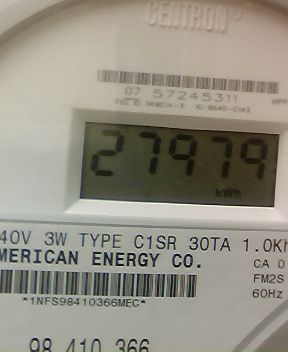 CENTRON®
07 57245311
27979
kWh
40V 3W TYPE C1SR 30TA 1.0Kh
MERICAN ENERGY CO.
CA 0
FM2S
60Hz
*1NFS98410366MEC*
98 410 366